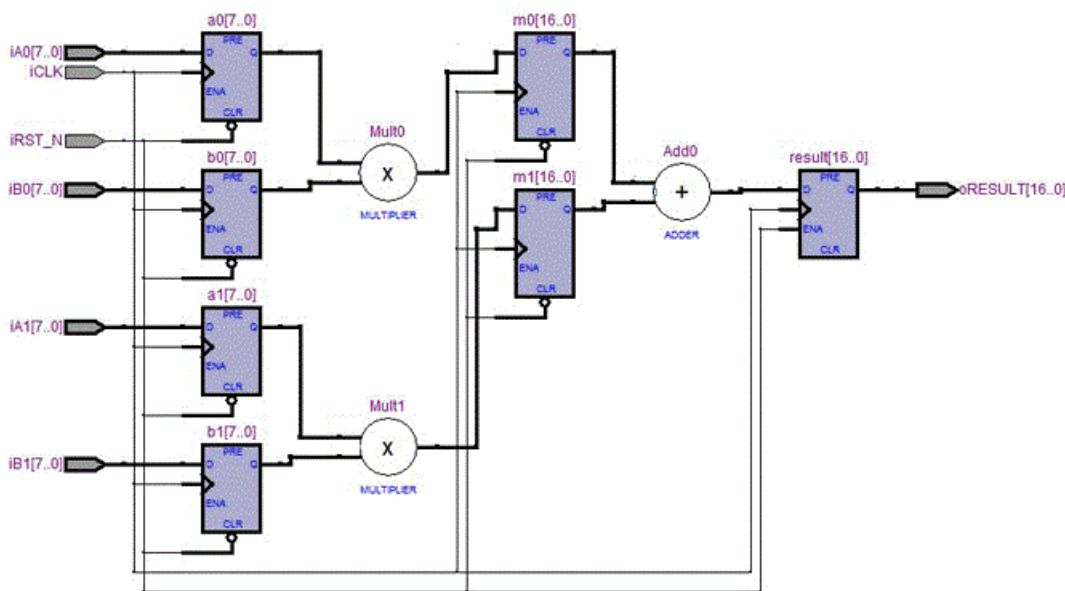 a0[7..0]
m0[16..0]
iA0[7..0]
PRE
D
Q
ENA
CLR
PRE
D
Q
ENA
CLR
iCLK
iRST_N
Mult0
X
MULTIPLIER
Add0
+
ADDER
result[16..0]
PRE
D
Q
ENA
CLR
oRESULT[16..0]
b0[7..0]
iB0[7..0]
PRE
D
Q
ENA
CLR
m1[16..0]
PRE
D
Q
ENA
CLR
a1[7..0]
iA1[7..0]
PRE
D
Q
ENA
CLR
Mult1
X
MULTIPLIER
b1[7..0]
iB1[7..0]
PRE
D
Q
ENA
CLR